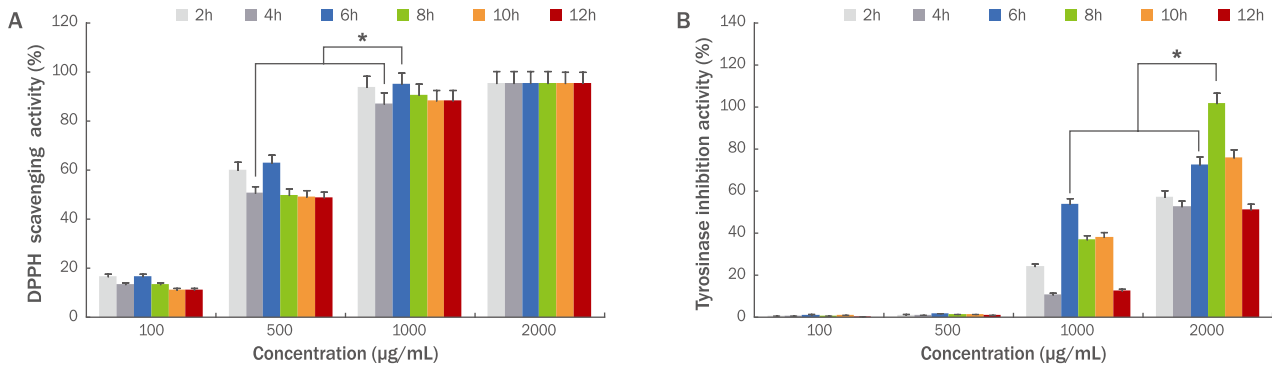 A
2h 4h 6h 8h 10h 12h
DPPH scavenging activity (%)
120
100
80
60
40
20
0
*
100 500 1000 2000
Concentration (µg/mL)
B
2h 4h 6h 8h 10h 12h
Tyrosinase inhibition activity (%)
140
120
100
80
60
40
20
0
*
100 500 1000 2000
Concentration (µg/mL)